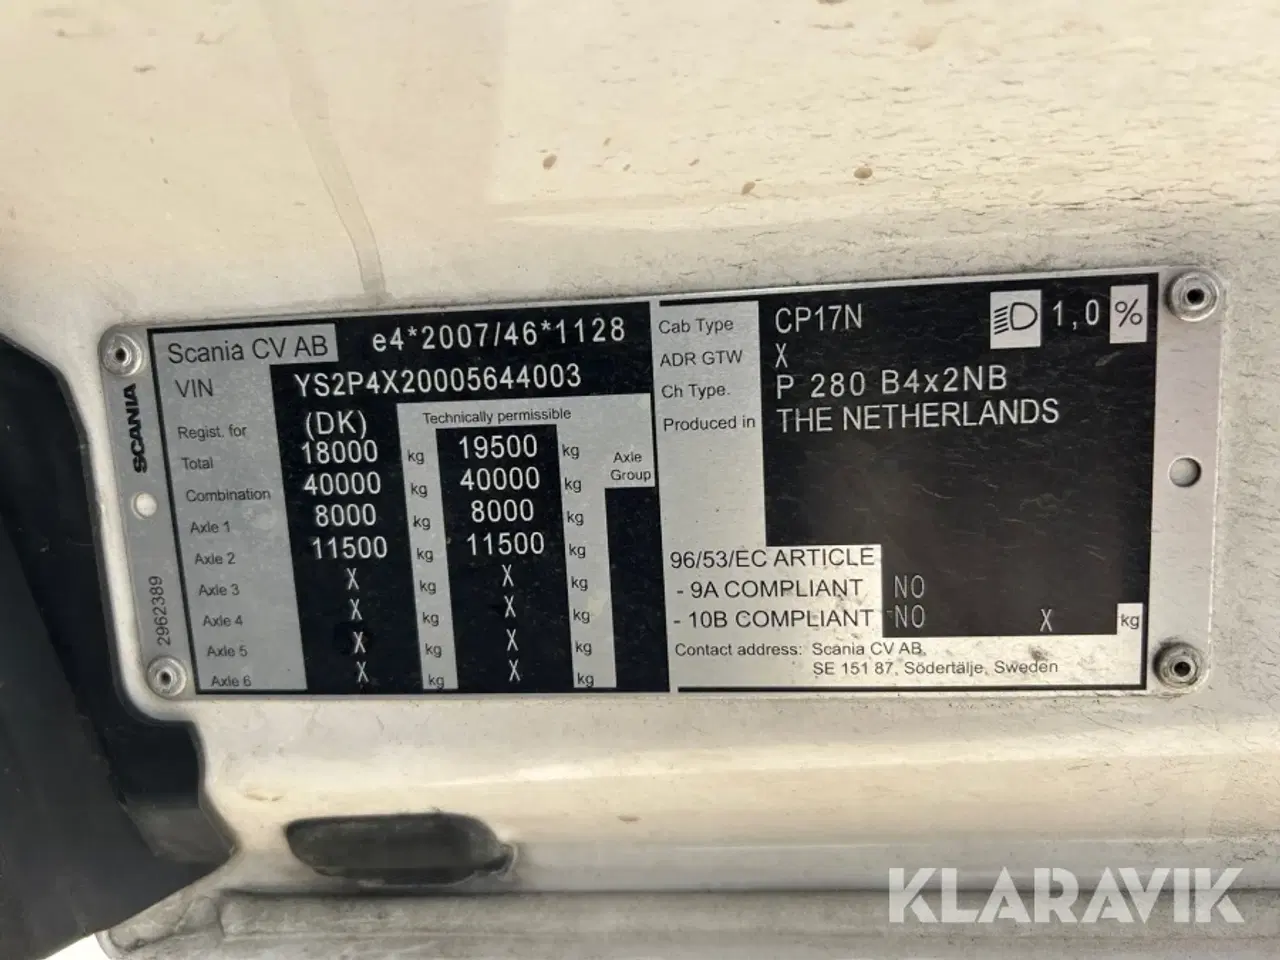 Scania CV AB e4*2007/46*1128
VIN YS2P4X20005644003
Regist. for (DK) Technically permissible
Total 18000 kg 19500 kg Axle Group
Combination 40000 kg 40000 kg
Axle 1 8000 kg 8000 kg
Axle 2 11500 kg 11500 kg
Axle 3 X kg X kg
Axle 4 X kg X kg
Axle 5 X kg X kg
Axle 6 X kg X kg
SCANIA
2962389
Cab Type CP17N 1,0 %
ADR GTW X
Ch Type. P 280 B4x2NB
Produced in THE NETHERLANDS
96/53/EC ARTICLE
- 9A COMPLIANT NO
- 10B COMPLIANT NO X kg
Contact address: Scania CV AB,
SE 151 87, Södertälje, Sweden
KLARAVIK